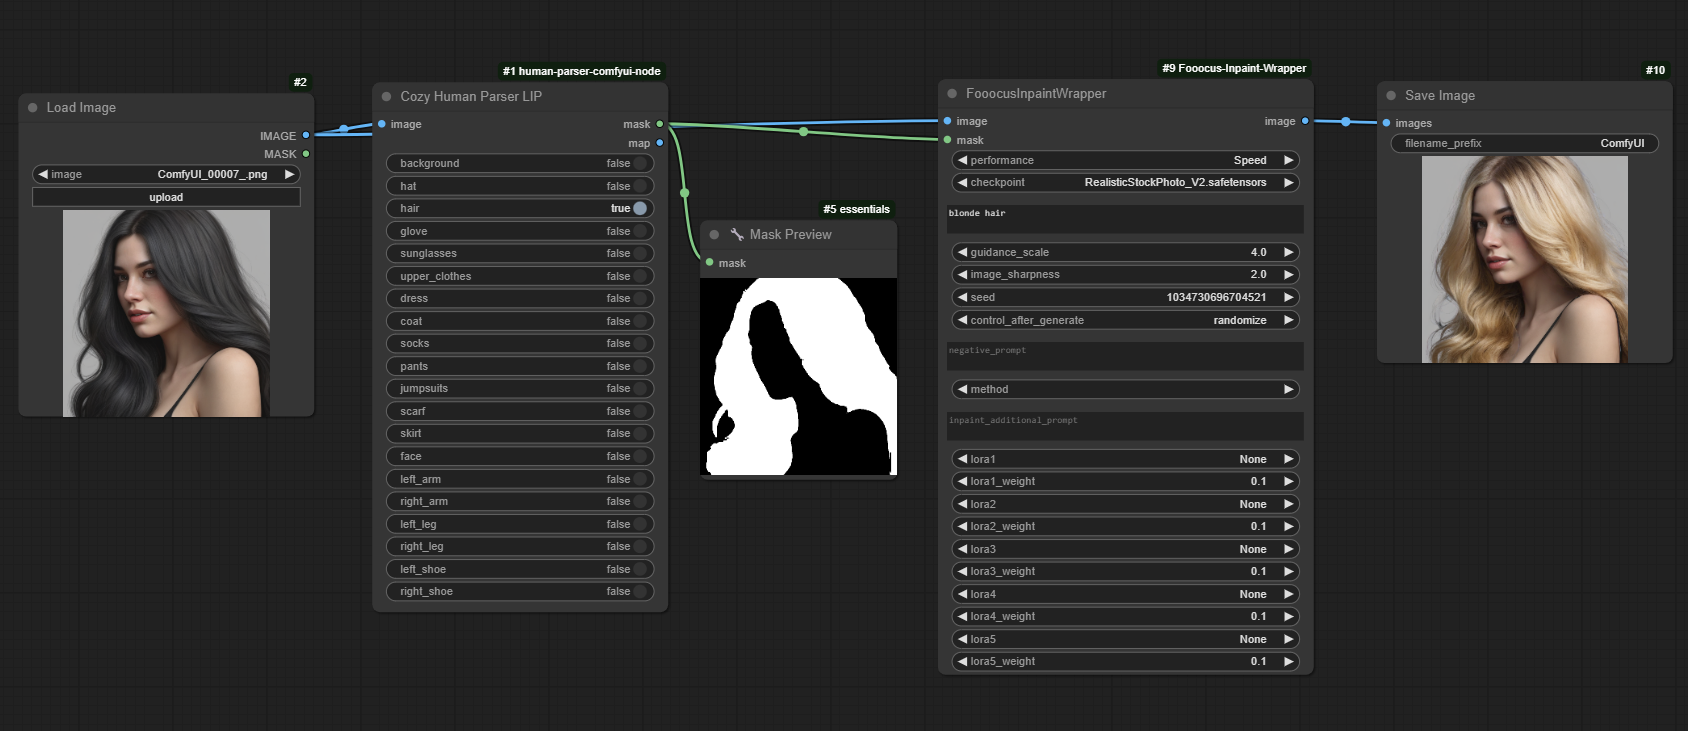 #2
Load Image
IMAGE
MASK
image ComfyUI_00007_.png
upload
#1 human-parser-comfyui-node
Cozy Human Parser LIP
image mask
map
background false
hat false
hair true
glove false
sunglasses false
upper_clothes false
dress false
coat false
socks false
pants false
jumpsuits false
scarf false
skirt false
face false
left_arm false
right_arm false
left_leg false
right_leg false
left_shoe false
right_shoe false
#5 essentials
Mask Preview
mask
#9 Fooocus-Inpaint-Wrapper
FooocusInpaintWrapper
image image
mask
performance Speed
checkpoint RealisticStockPhoto_V2.safetensors
blonde hair
guidance_scale 4.0
image_sharpness 2.0
seed 1034730696704521
control_after_generate randomize
negative_prompt
method
inpaint_additional_prompt
lora1 None
lora1_weight 0.1
lora2 None
lora2_weight 0.1
lora3 None
lora3_weight 0.1
lora4 None
lora4_weight 0.1
lora5 None
lora5_weight 0.1
#10
Save Image
images
filename_prefix ComfyUI